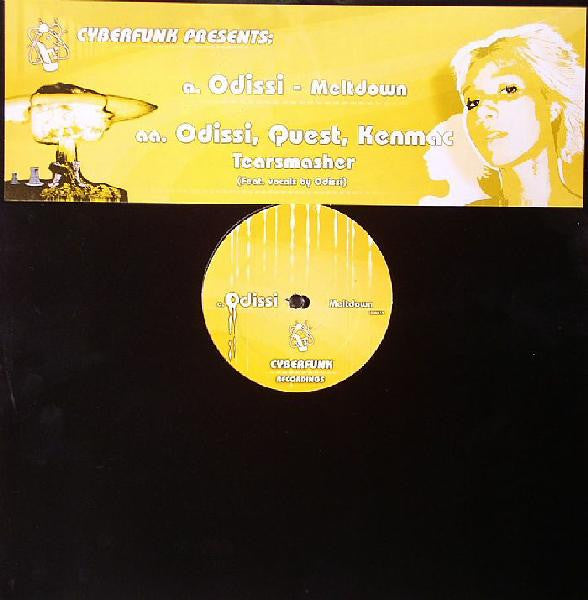 CYBERFUNK PRESENTS:
a. Odissi - Meltdown
aa. Odissi, Quest, Kenmac
Tearsmasher
(Feat. vocals by Odissi)
a. Odissi Meltdown
CYBERFUNK
RECORDINGS